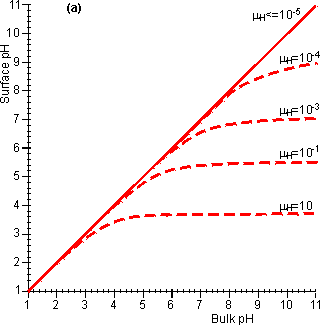 (a)
μH<=10-5
μH=10-4
μH=10-3
μH=10-1
μH=10
Surface pH
11
10
9
8
7
6
5
4
3
2
1
1 2 3 4 5 6 7 8 9 10 11
Bulk pH